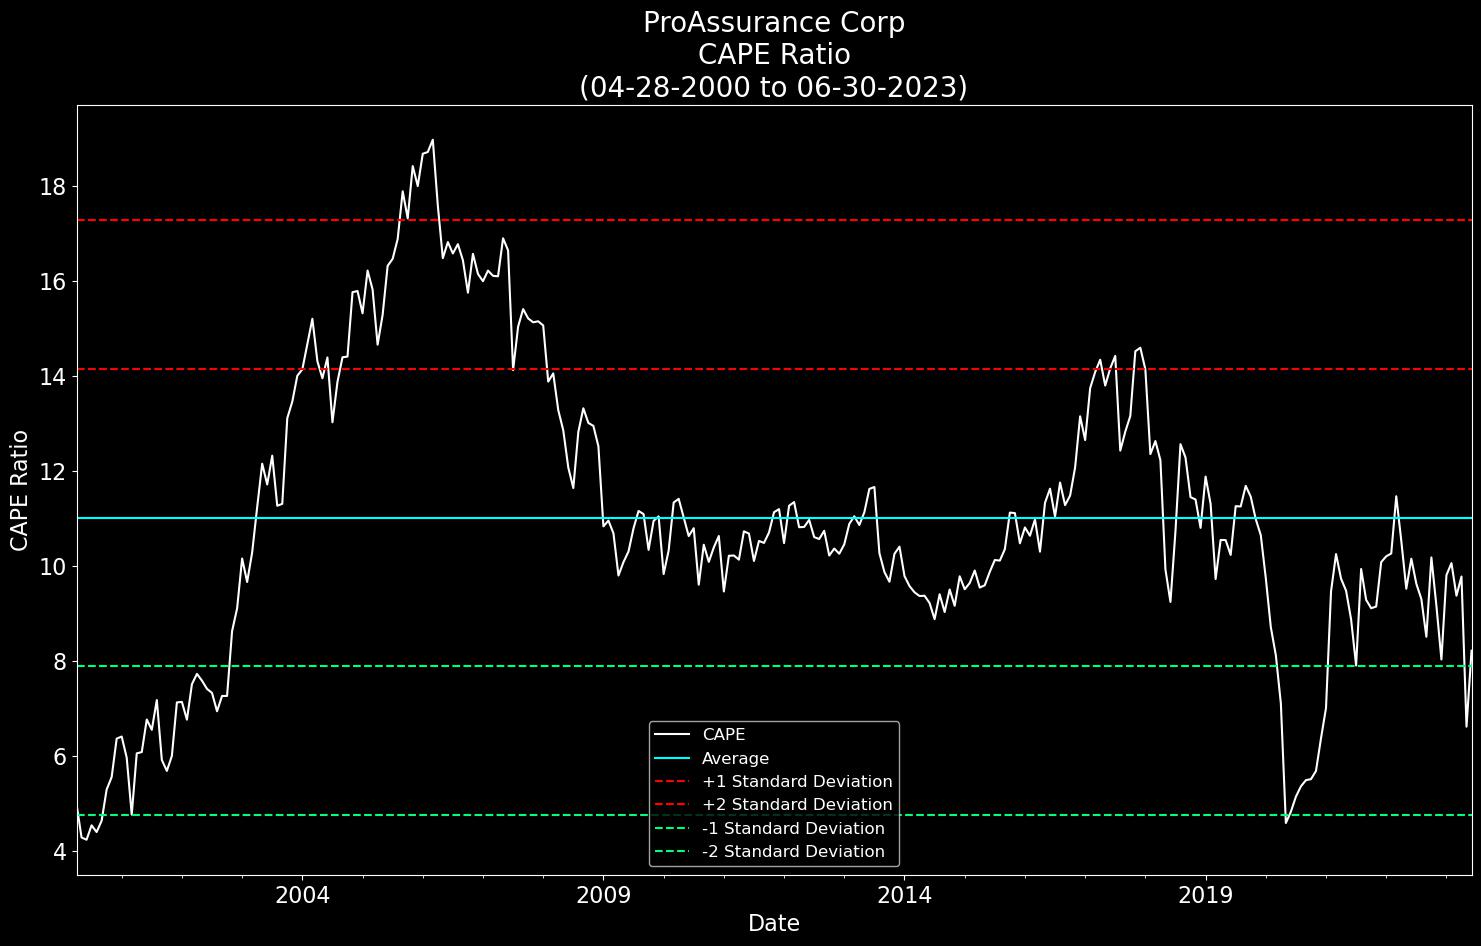 ProAssurance Corp
CAPE Ratio
(04-28-2000 to 06-30-2023)
CAPE Ratio
18
16
14
12
10
8
6
4
CAPE
Average
+1 Standard Deviation
+2 Standard Deviation
-1 Standard Deviation
-2 Standard Deviation
2004 2009 2014 2019
Date